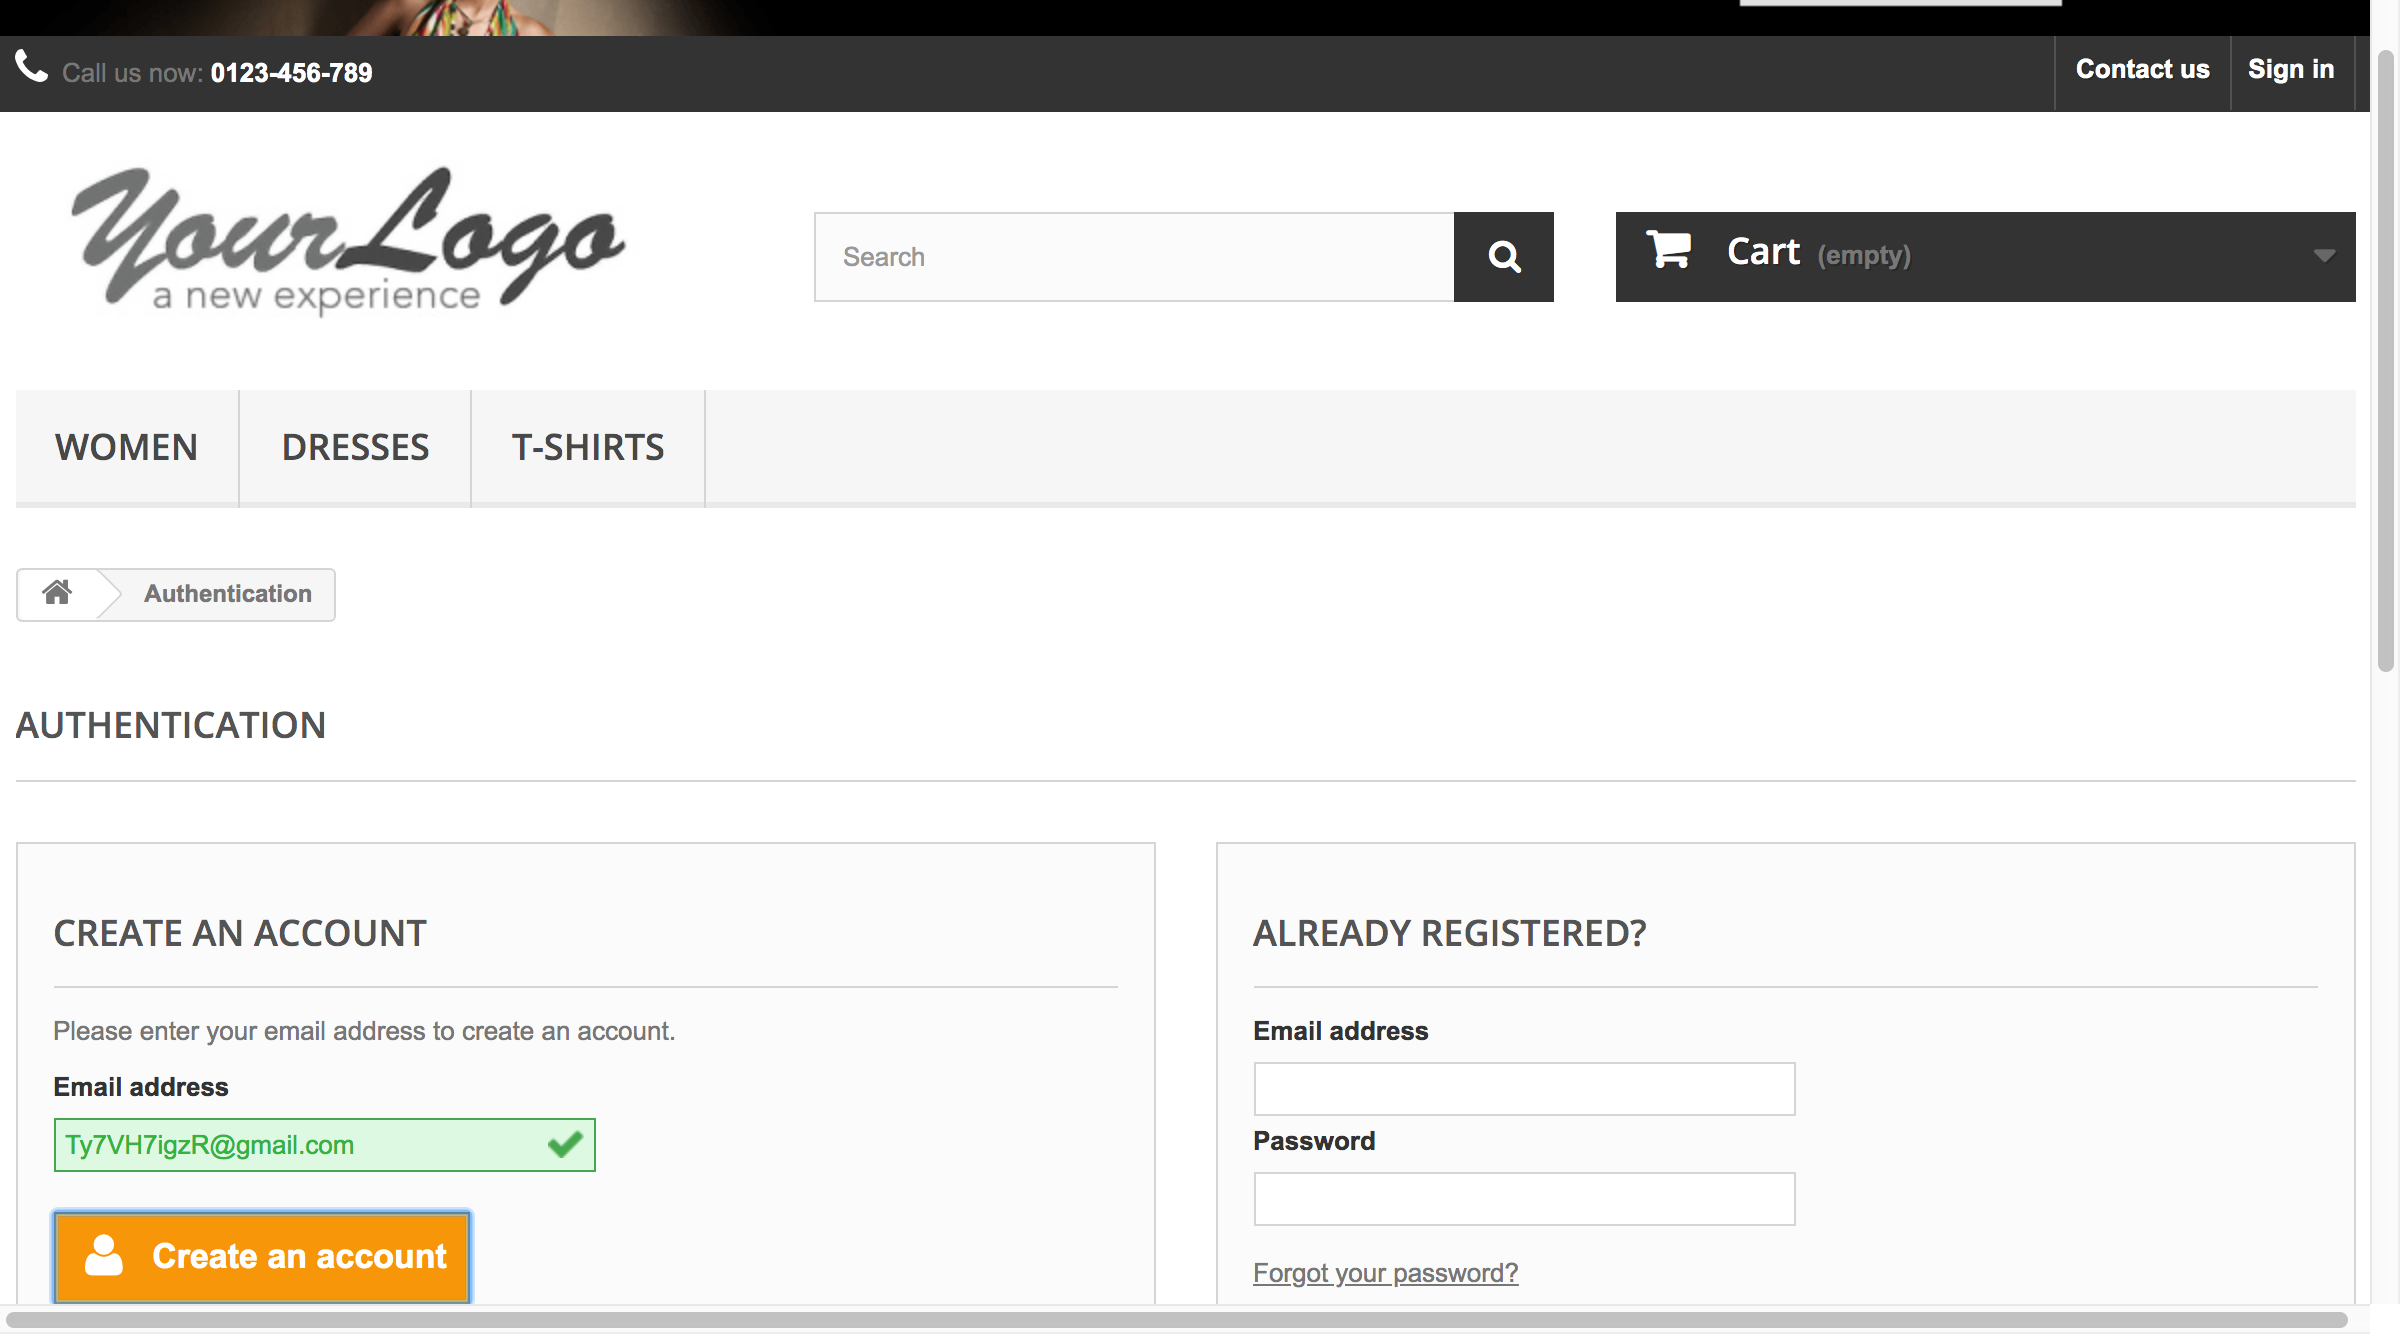 Call us now: 0123-456-789
Contact us
Sign in
Your Logo
a new experience
Search
Cart (empty)
WOMEN
DRESSES
T-SHIRTS
Authentication
AUTHENTICATION
CREATE AN ACCOUNT
Please enter your email address to create an account.
Email address
Ty7VH7igzR@gmail.com
Create an account
ALREADY REGISTERED?
Email address
Password
Forgot your password?